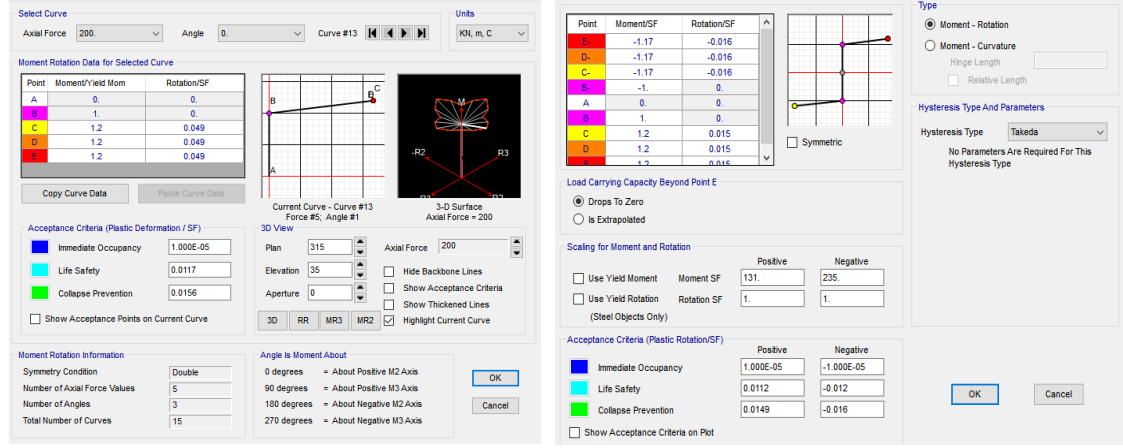 Select Curve
Axial Force 200. Angle 0. Curve #13
Units
KN, m, C
Moment Rotation Data for Selected Curve
Point Moment/Yield Mom Rotation/SF
A 0. 0.
B 1. 0.
C 1.2 0.049
D 1.2 0.049
E 1.2 0.049
Copy Curve Data Paste Curve Data
B
C
A
Current Curve - Curve #13
Force #5; Angle #1
M
-R2 R3
3-D Surface
Axial Force = 200
Acceptance Criteria (Plastic Deformation / SF)
Immediate Occupancy 1.000E-05
Life Safety 0.0117
Collapse Prevention 0.0156
Show Acceptance Points on Current Curve
3D View
Plan 315
Elevation 35
Aperture 0
3D RR MR3 MR2
Axial Force 200
Hide Backbone Lines
Show Acceptance Criteria
Show Thickened Lines
Highlight Current Curve
Moment Rotation Information
Symmetry Condition Double
Number of Axial Force Values 5
Number of Angles 3
Total Number of Curves 15
Angle Is Moment About
0 degrees = About Positive M2 Axis
90 degrees = About Positive M3 Axis
180 degrees = About Negative M2 Axis
270 degrees = About Negative M3 Axis
OK
Cancel
Point Moment/SF Rotation/SF
E- -1.17 -0.016
D- -1.17 -0.016
C- -1.17 -0.016
B- -1. 0.
A 0. 0.
B 1. 0.
C 1.2 0.015
D 1.2 0.015
E 1.2 0.015
Symmetric
Load Carrying Capacity Beyond Point E
Drops To Zero
Is Extrapolated
Scaling for Moment and Rotation
Positive Negative
Use Yield Moment Moment SF 131. 235.
Use Yield Rotation Rotation SF 1. 1.
(Steel Objects Only)
Acceptance Criteria (Plastic Rotation/SF)
Positive Negative
Immediate Occupancy 1.000E-05 -1.000E-05
Life Safety 0.0112 -0.012
Collapse Prevention 0.0149 -0.016
Show Acceptance Criteria on Plot
Type
Moment - Rotation
Moment - Curvature
Hinge Length
Relative Length
Hysteresis Type And Parameters
Hysteresis Type Takeda
No Parameters Are Required For This
Hysteresis Type
OK Cancel